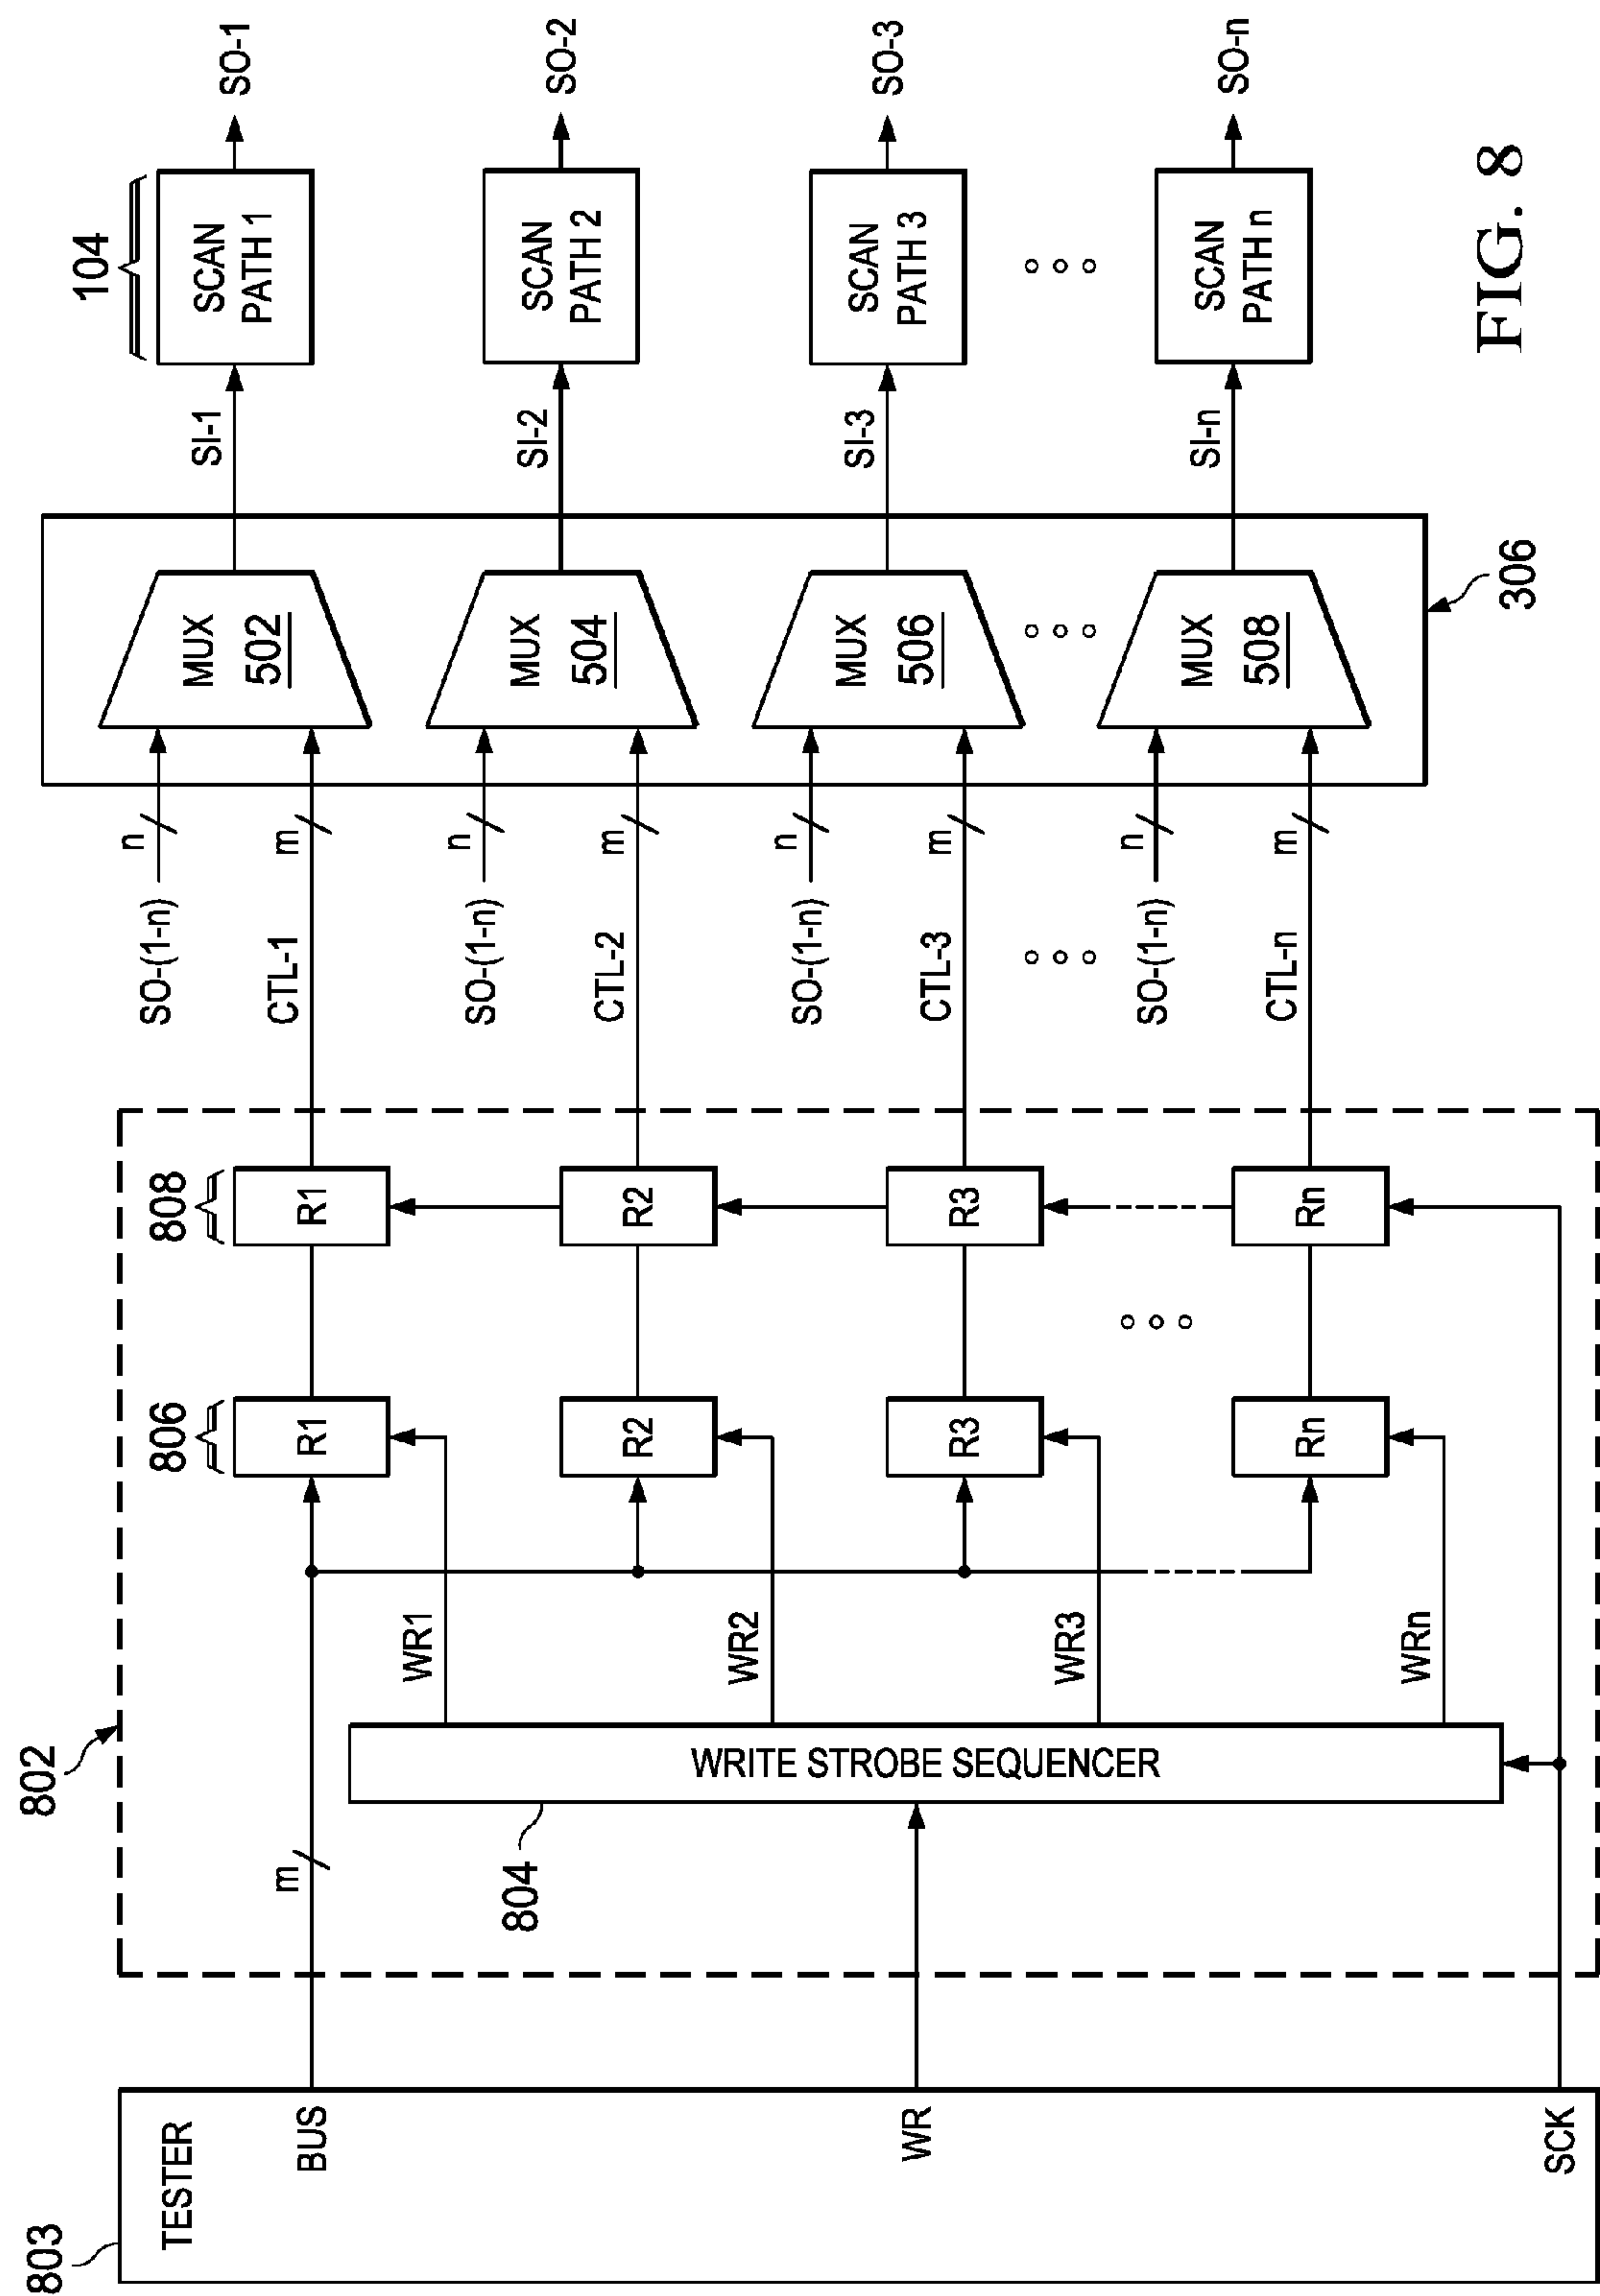 803
TESTER
BUS
WR
SCK
802
m
804
WRITE STROBE SEQUENCER
WR1
WR2
WR3
WRn
806
R1
R2
R3
Rn
808
R1
R2
R3
Rn
SO-(1-n)
n
CTL-1
m
SO-(1-n)
n
CTL-2
m
SO-(1-n)
n
CTL-3
m
SO-(1-n)
n
CTL-n
m
MUX
502
MUX
504
MUX
506
MUX
508
306
SI-1
SI-2
SI-3
SI-n
104
SCAN
PATH 1
SCAN
PATH 2
SCAN
PATH 3
SCAN
PATH n
SO-1
SO-2
SO-3
SO-n
FIG. 8